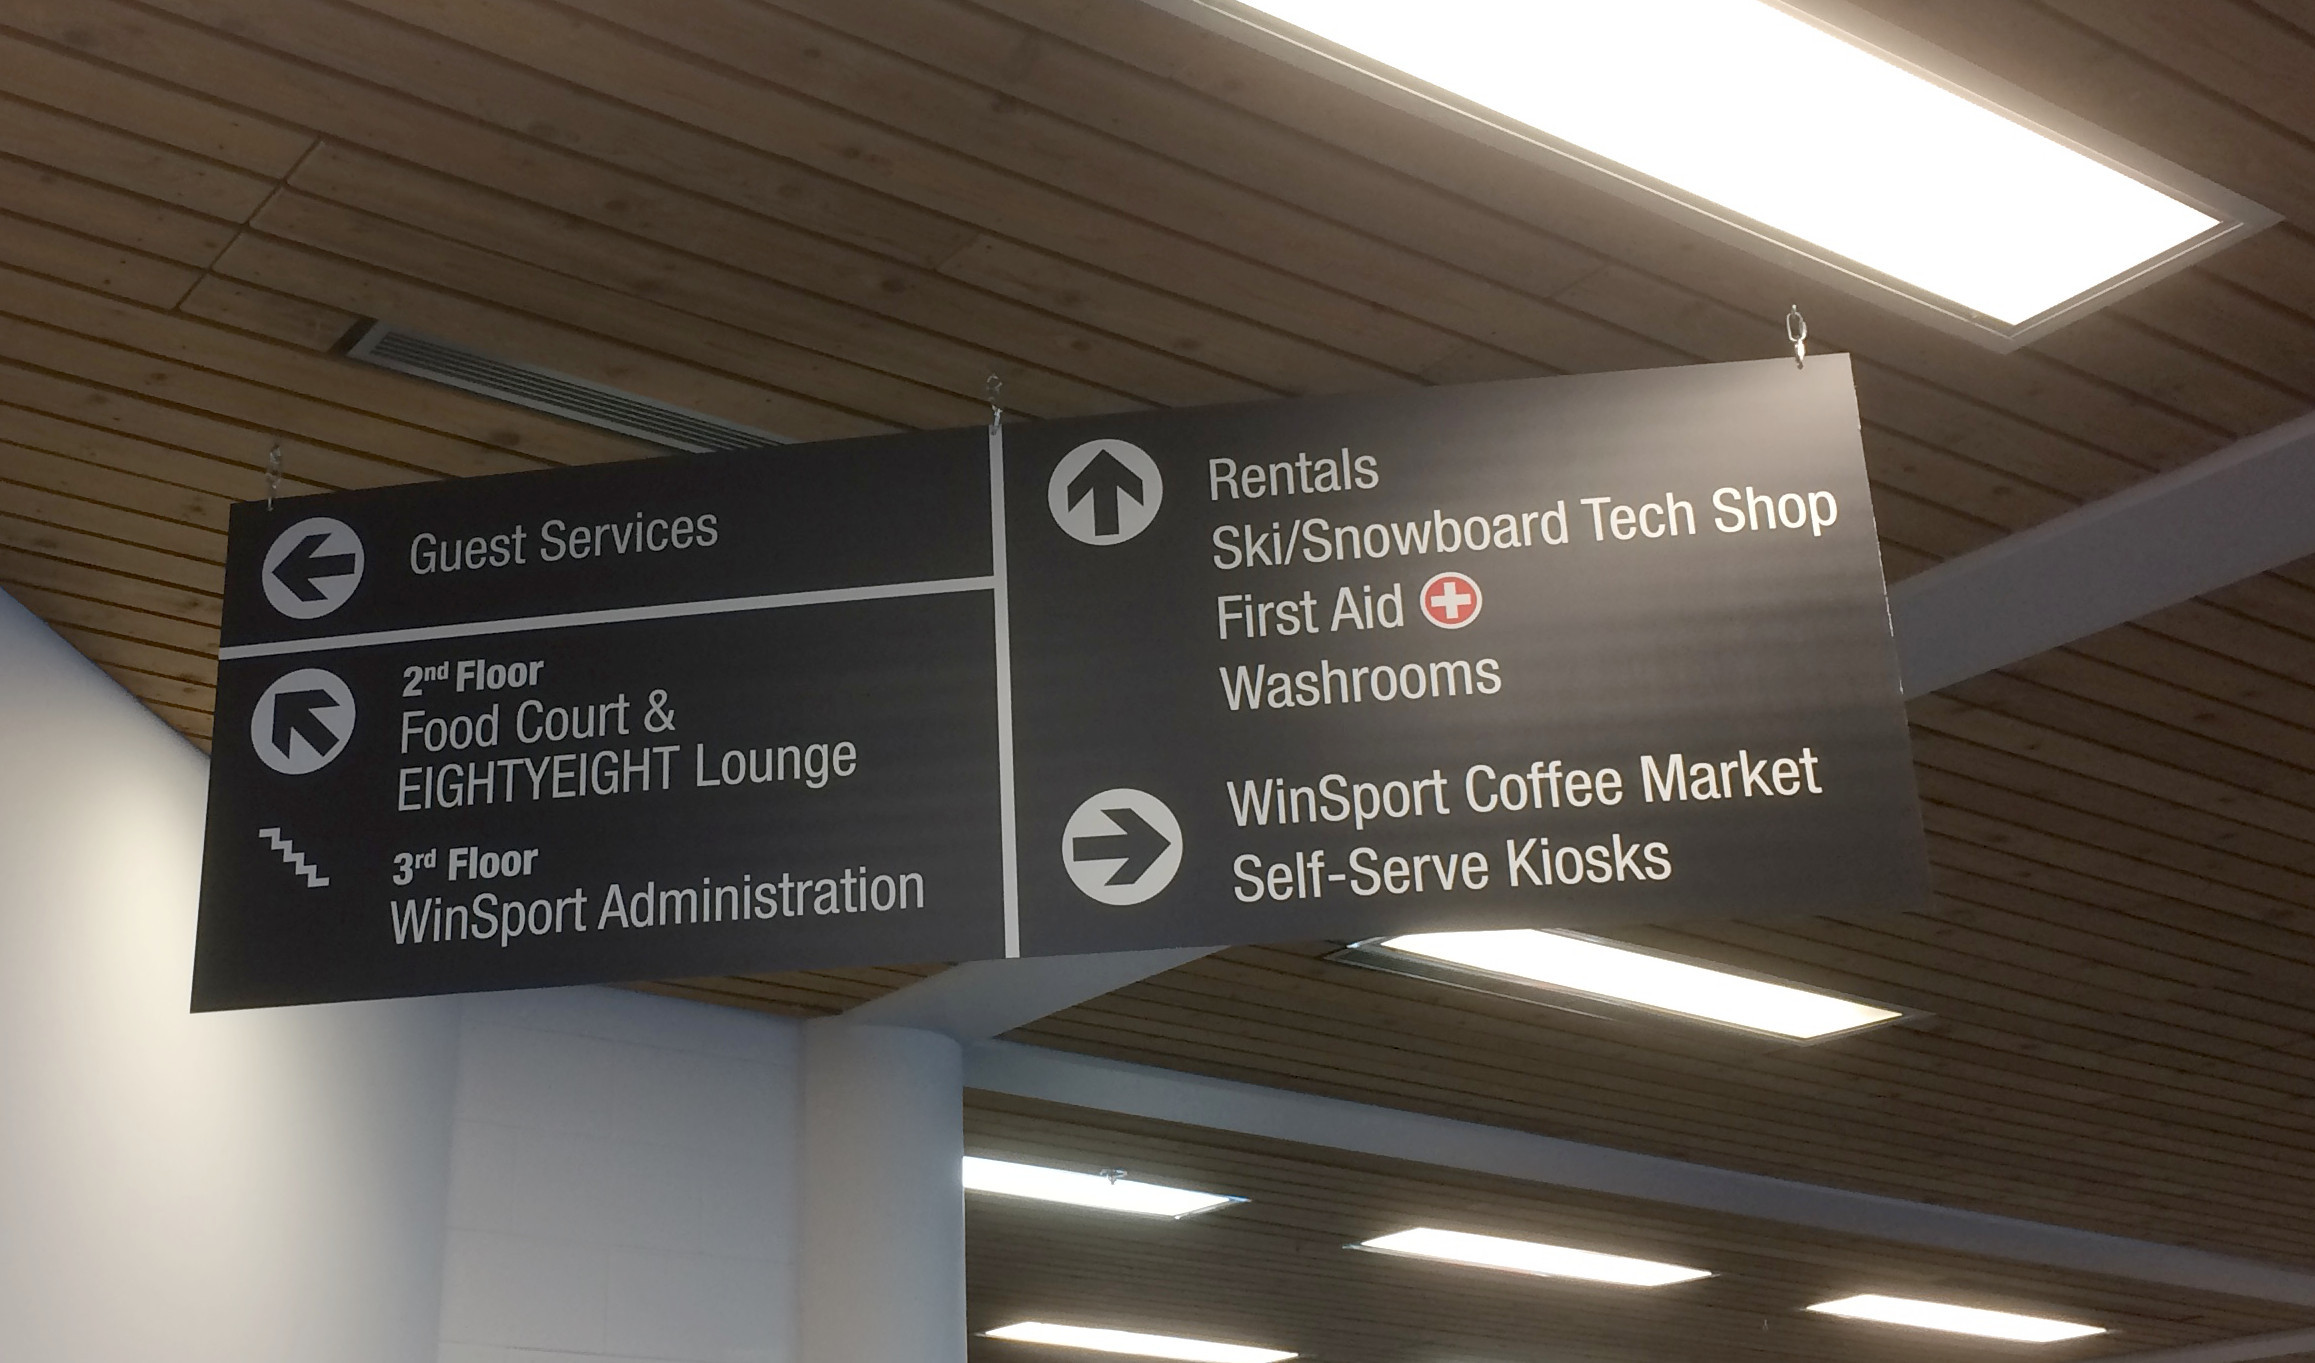 Guest Services
2nd Floor
Food Court &
EIGHTYEIGHT Lounge
3rd Floor
WinSport Administration
Rentals
Ski/Snowboard Tech Shop
First Aid
Washrooms
WinSport Coffee Market
Self-Serve Kiosks